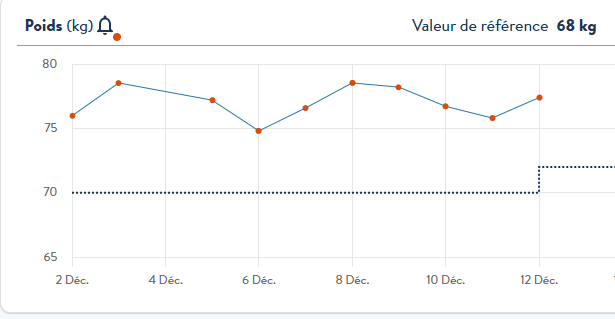 Poids (kg) Valeur de référence 68 kg
80
75
70
65
2 Déc. 4 Déc. 6 Déc. 8 Déc. 10 Déc. 12 Déc.